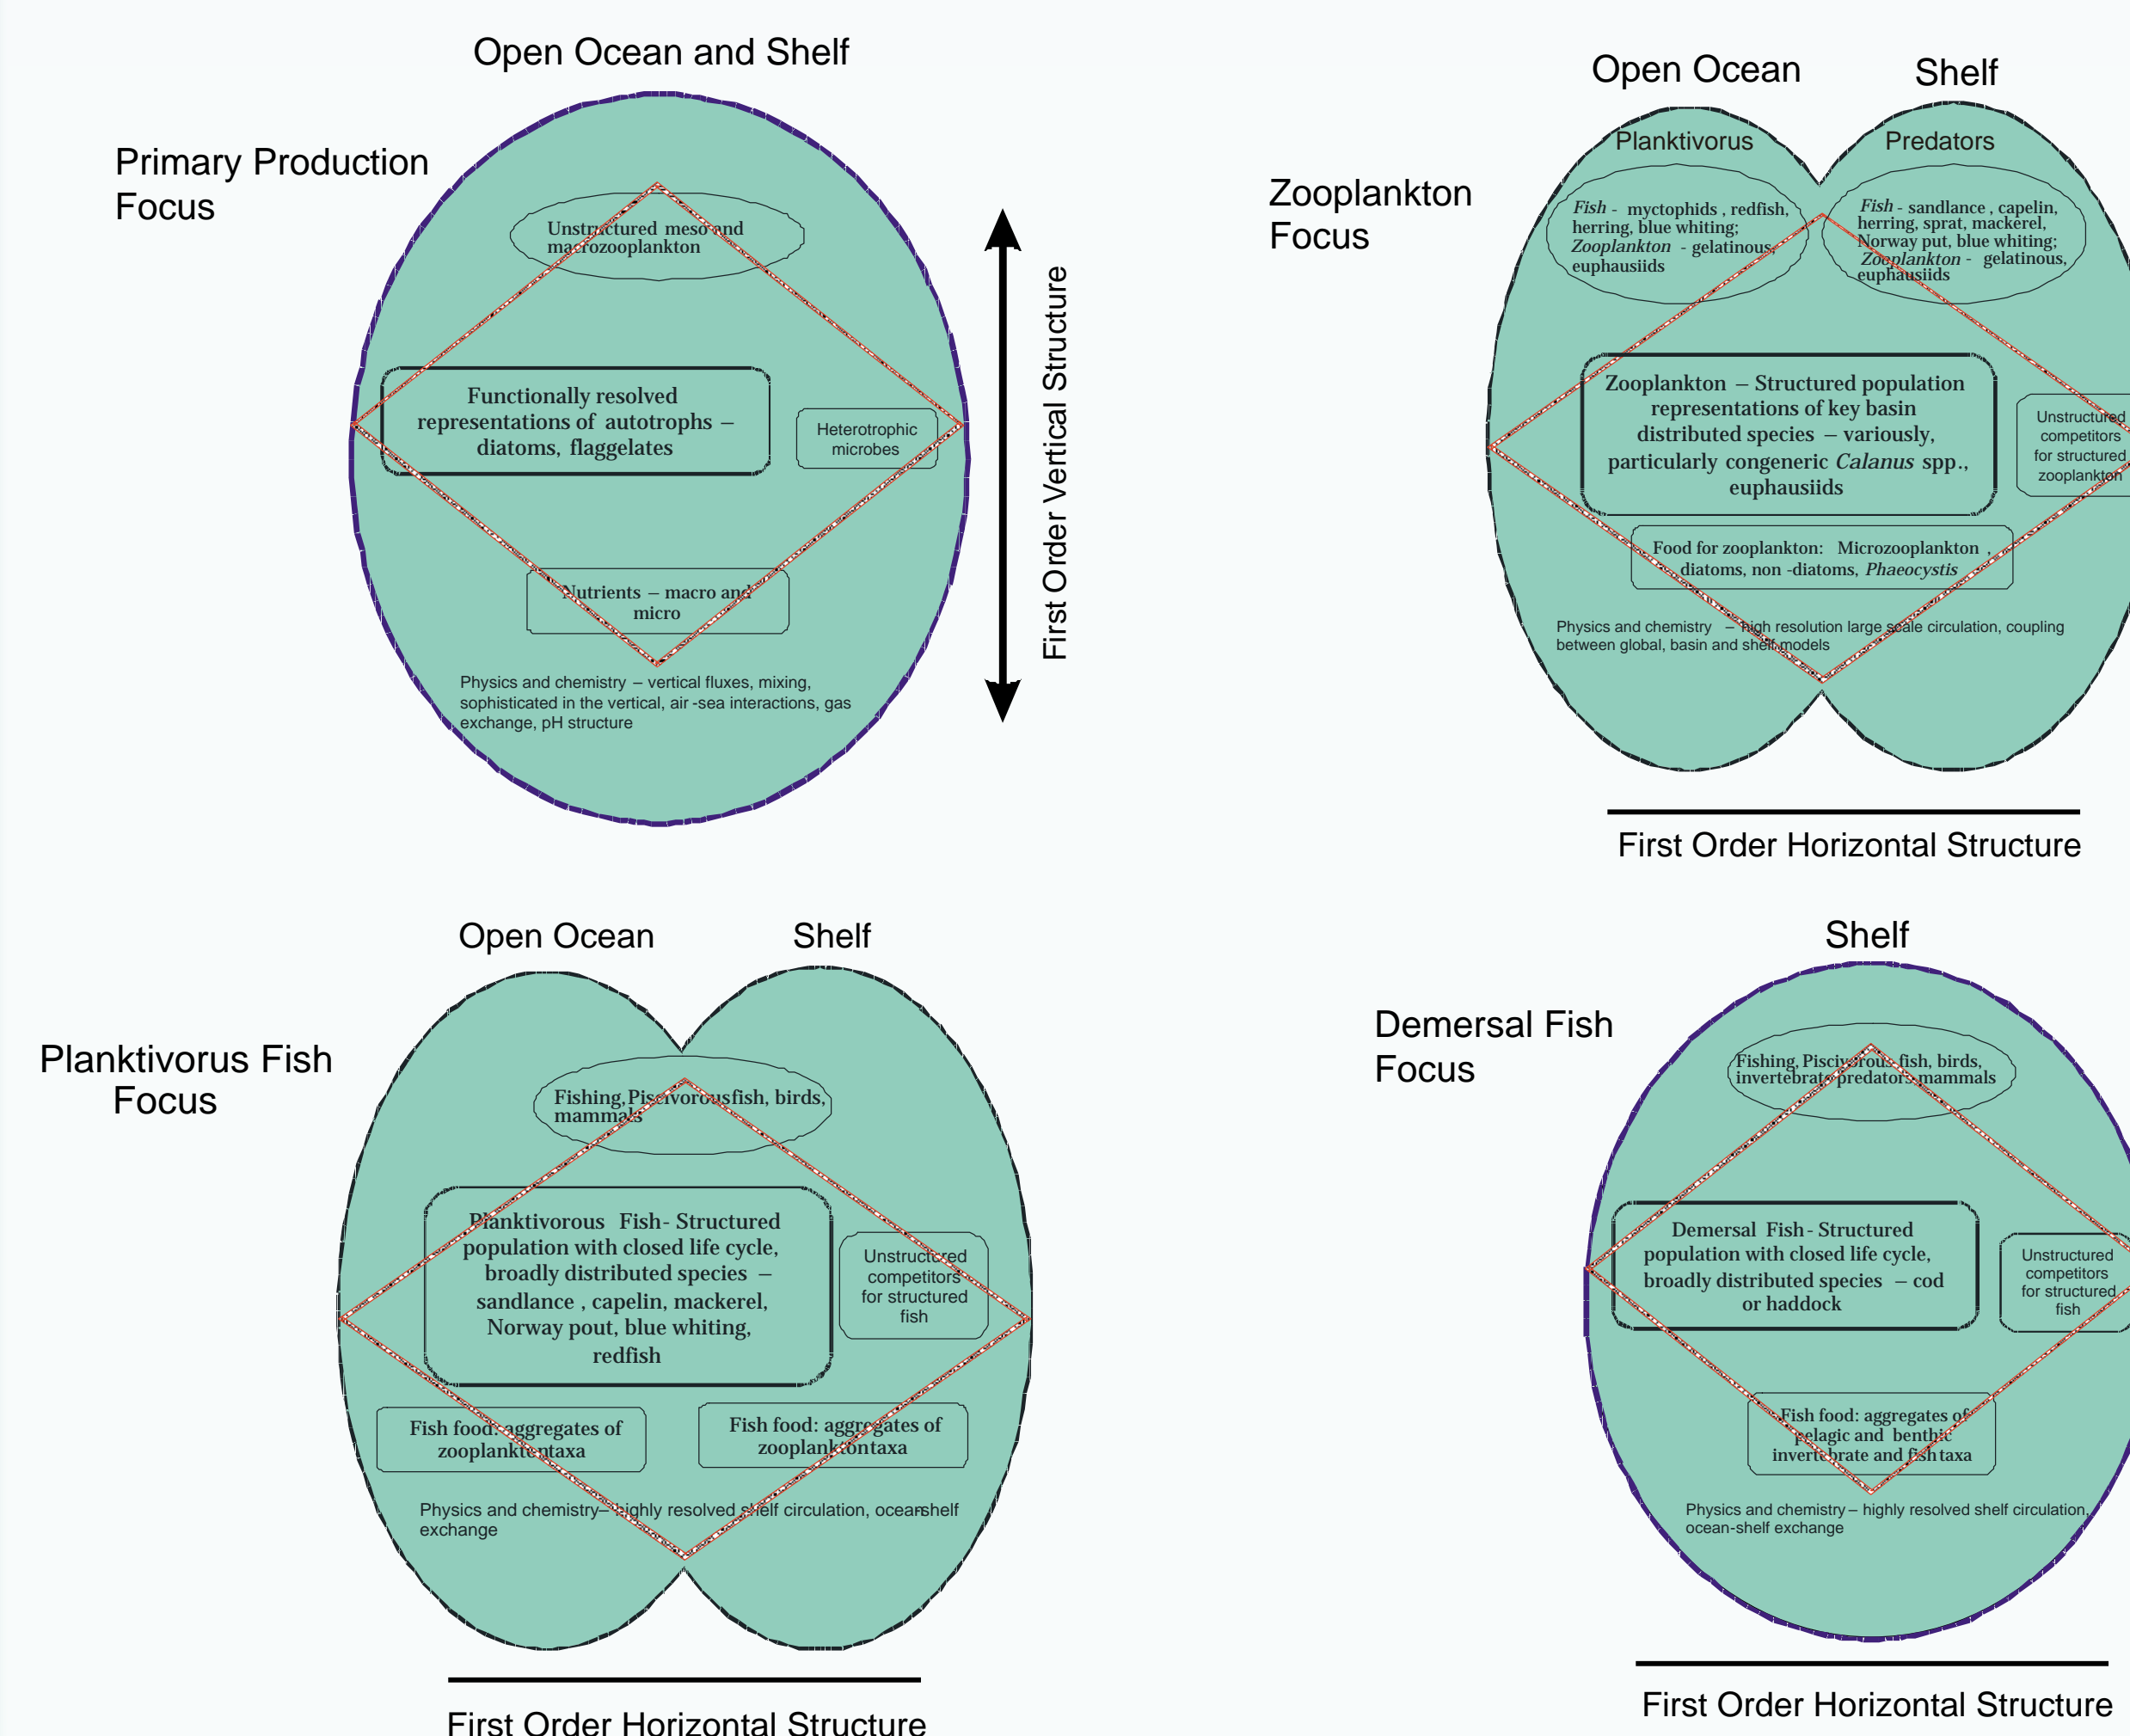 Open Ocean and Shelf
Primary Production
Focus
Unstructured meso and
macrozooplankton
Functionally resolved
representations of autotrophs –
diatoms, flaggelates
Heterotrophic
microbes
Nutrients – macro and
micro
Physics and chemistry – vertical fluxes, mixing,
sophisticated in the vertical, air -sea interactions, gas
exchange, pH structure
First Order Vertical Structure
Open Ocean
Shelf
Zooplankton
Focus
Planktivorus
Predators
Fish - myctophids , redfish,
herring, blue whiting;
Zooplankton - gelatinous,
euphausiids
Fish - sandlance , capelin,
herring, sprat, mackerel,
Norway put, blue whiting;
Zooplankton - gelatinous,
euphausiids
Zooplankton – Structured population
representations of key basin
distributed species – variously,
particularly congeneric Calanus spp.,
euphausiids
Unstructured
competitors
for structured
zooplankton
Food for zooplankton: Microzooplankton ,
diatoms, non -diatoms, Phaeocystis
Physics and chemistry – high resolution large scale circulation, coupling
between global, basin and shelf models
First Order Horizontal Structure
Open Ocean
Shelf
Planktivorus Fish
Focus
Fishing, Piscivorous fish, birds,
mammals
Planktivorous Fish - Structured
population with closed life cycle,
broadly distributed species –
sandlance , capelin, mackerel,
Norway pout, blue whiting,
redfish
Unstructured
competitors
for structured
fish
Fish food: aggregates of
zooplankton taxa
Fish food: aggregates of
zooplankton taxa
Physics and chemistry – highly resolved shelf circulation, ocean-shelf
exchange
First Order Horizontal Structure
Shelf
Demersal Fish
Focus
Fishing, Piscivorous fish, birds,
invertebrate predators mammals
Demersal Fish - Structured
population with closed life cycle,
broadly distributed species – cod
or haddock
Unstructured
competitors
for structured
fish
Fish food: aggregates of
pelagic and benthic
invertebrate and fish taxa
Physics and chemistry – highly resolved shelf circulation,
ocean-shelf exchange
First Order Horizontal Structure